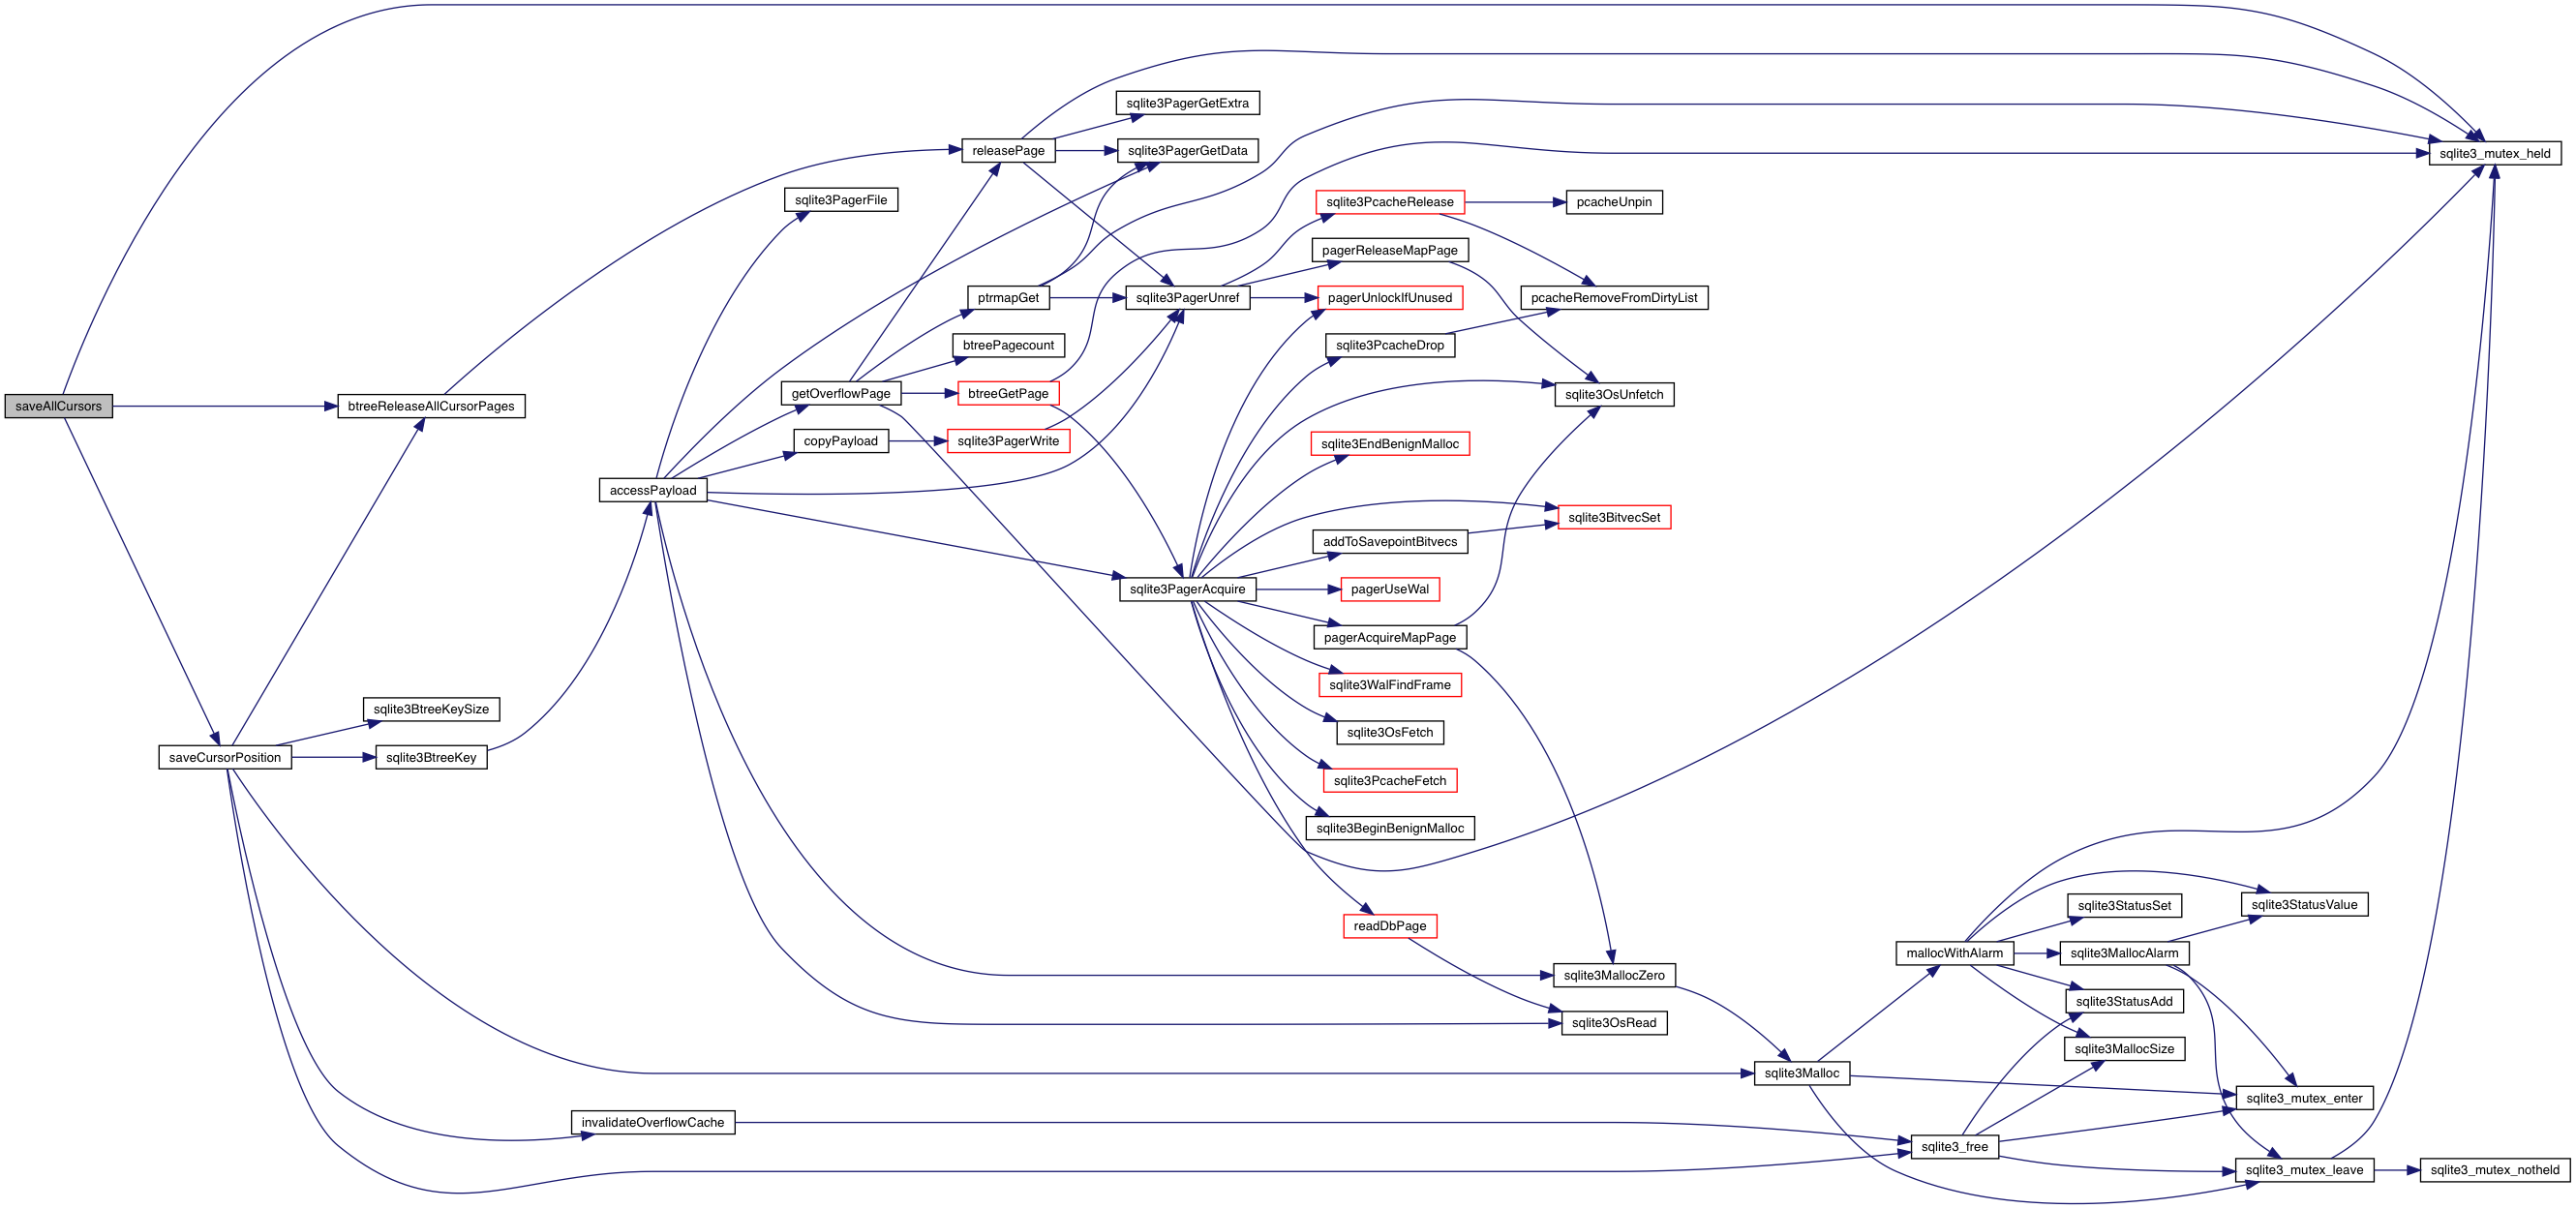 saveAllCursors
btreeReleaseAllCursorPages
saveCursorPosition
sqlite3BtreeKeySize
sqlite3BtreeKey
invalidateOverflowCache
accessPayload
sqlite3PagerFile
getOverflowPage
copyPayload
releasePage
ptrmapGet
btreePagecount
btreeGetPage
sqlite3PagerWrite
sqlite3PagerGetExtra
sqlite3PagerGetData
sqlite3PagerUnref
sqlite3PagerAcquire
sqlite3PcacheRelease
pagerReleaseMapPage
pagerUnlockIfUnused
sqlite3PcacheDrop
sqlite3EndBenignMalloc
addToSavepointBitvecs
pagerUseWal
pagerAcquireMapPage
sqlite3WalFindFrame
sqlite3OsFetch
sqlite3PcacheFetch
sqlite3BeginBenignMalloc
readDbPage
pcacheUnpin
pcacheRemoveFromDirtyList
sqlite3OsUnfetch
sqlite3BitvecSet
sqlite3MallocZero
sqlite3OsRead
sqlite3Malloc
mallocWithAlarm
sqlite3_free
sqlite3StatusSet
sqlite3MallocAlarm
sqlite3StatusAdd
sqlite3MallocSize
sqlite3StatusValue
sqlite3_mutex_enter
sqlite3_mutex_leave
sqlite3_mutex_held
sqlite3_mutex_notheld